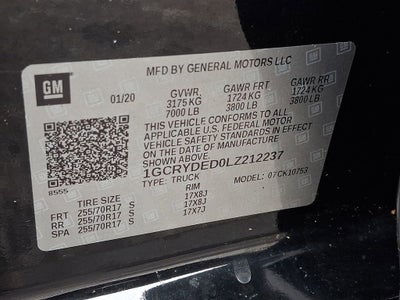 MFD BY GENERAL MOTORS LLC
GM
01/20 GVWR GAWR FRT GAWR RR
3175 KG 1724 KG 1724 KG
7000 LB 3800 LB 3800 LB
THIS VEHICLE CONFORMS TO ALL
APPLICABLE U.S. FEDERAL MOTOR
VEHICLE SAFETY STANDARDS IN EFFECT
ON THE DATE OF MANUFACTURE
1GCRYDED0LZ212237
8555 TYPE: TRUCK MODEL: 07CK10753
TIRE SIZE RIM
FRT 255/70R17 S 17X8J
RR 255/70R17 S 17X8J
SPA 255/70R17 S 17X7J